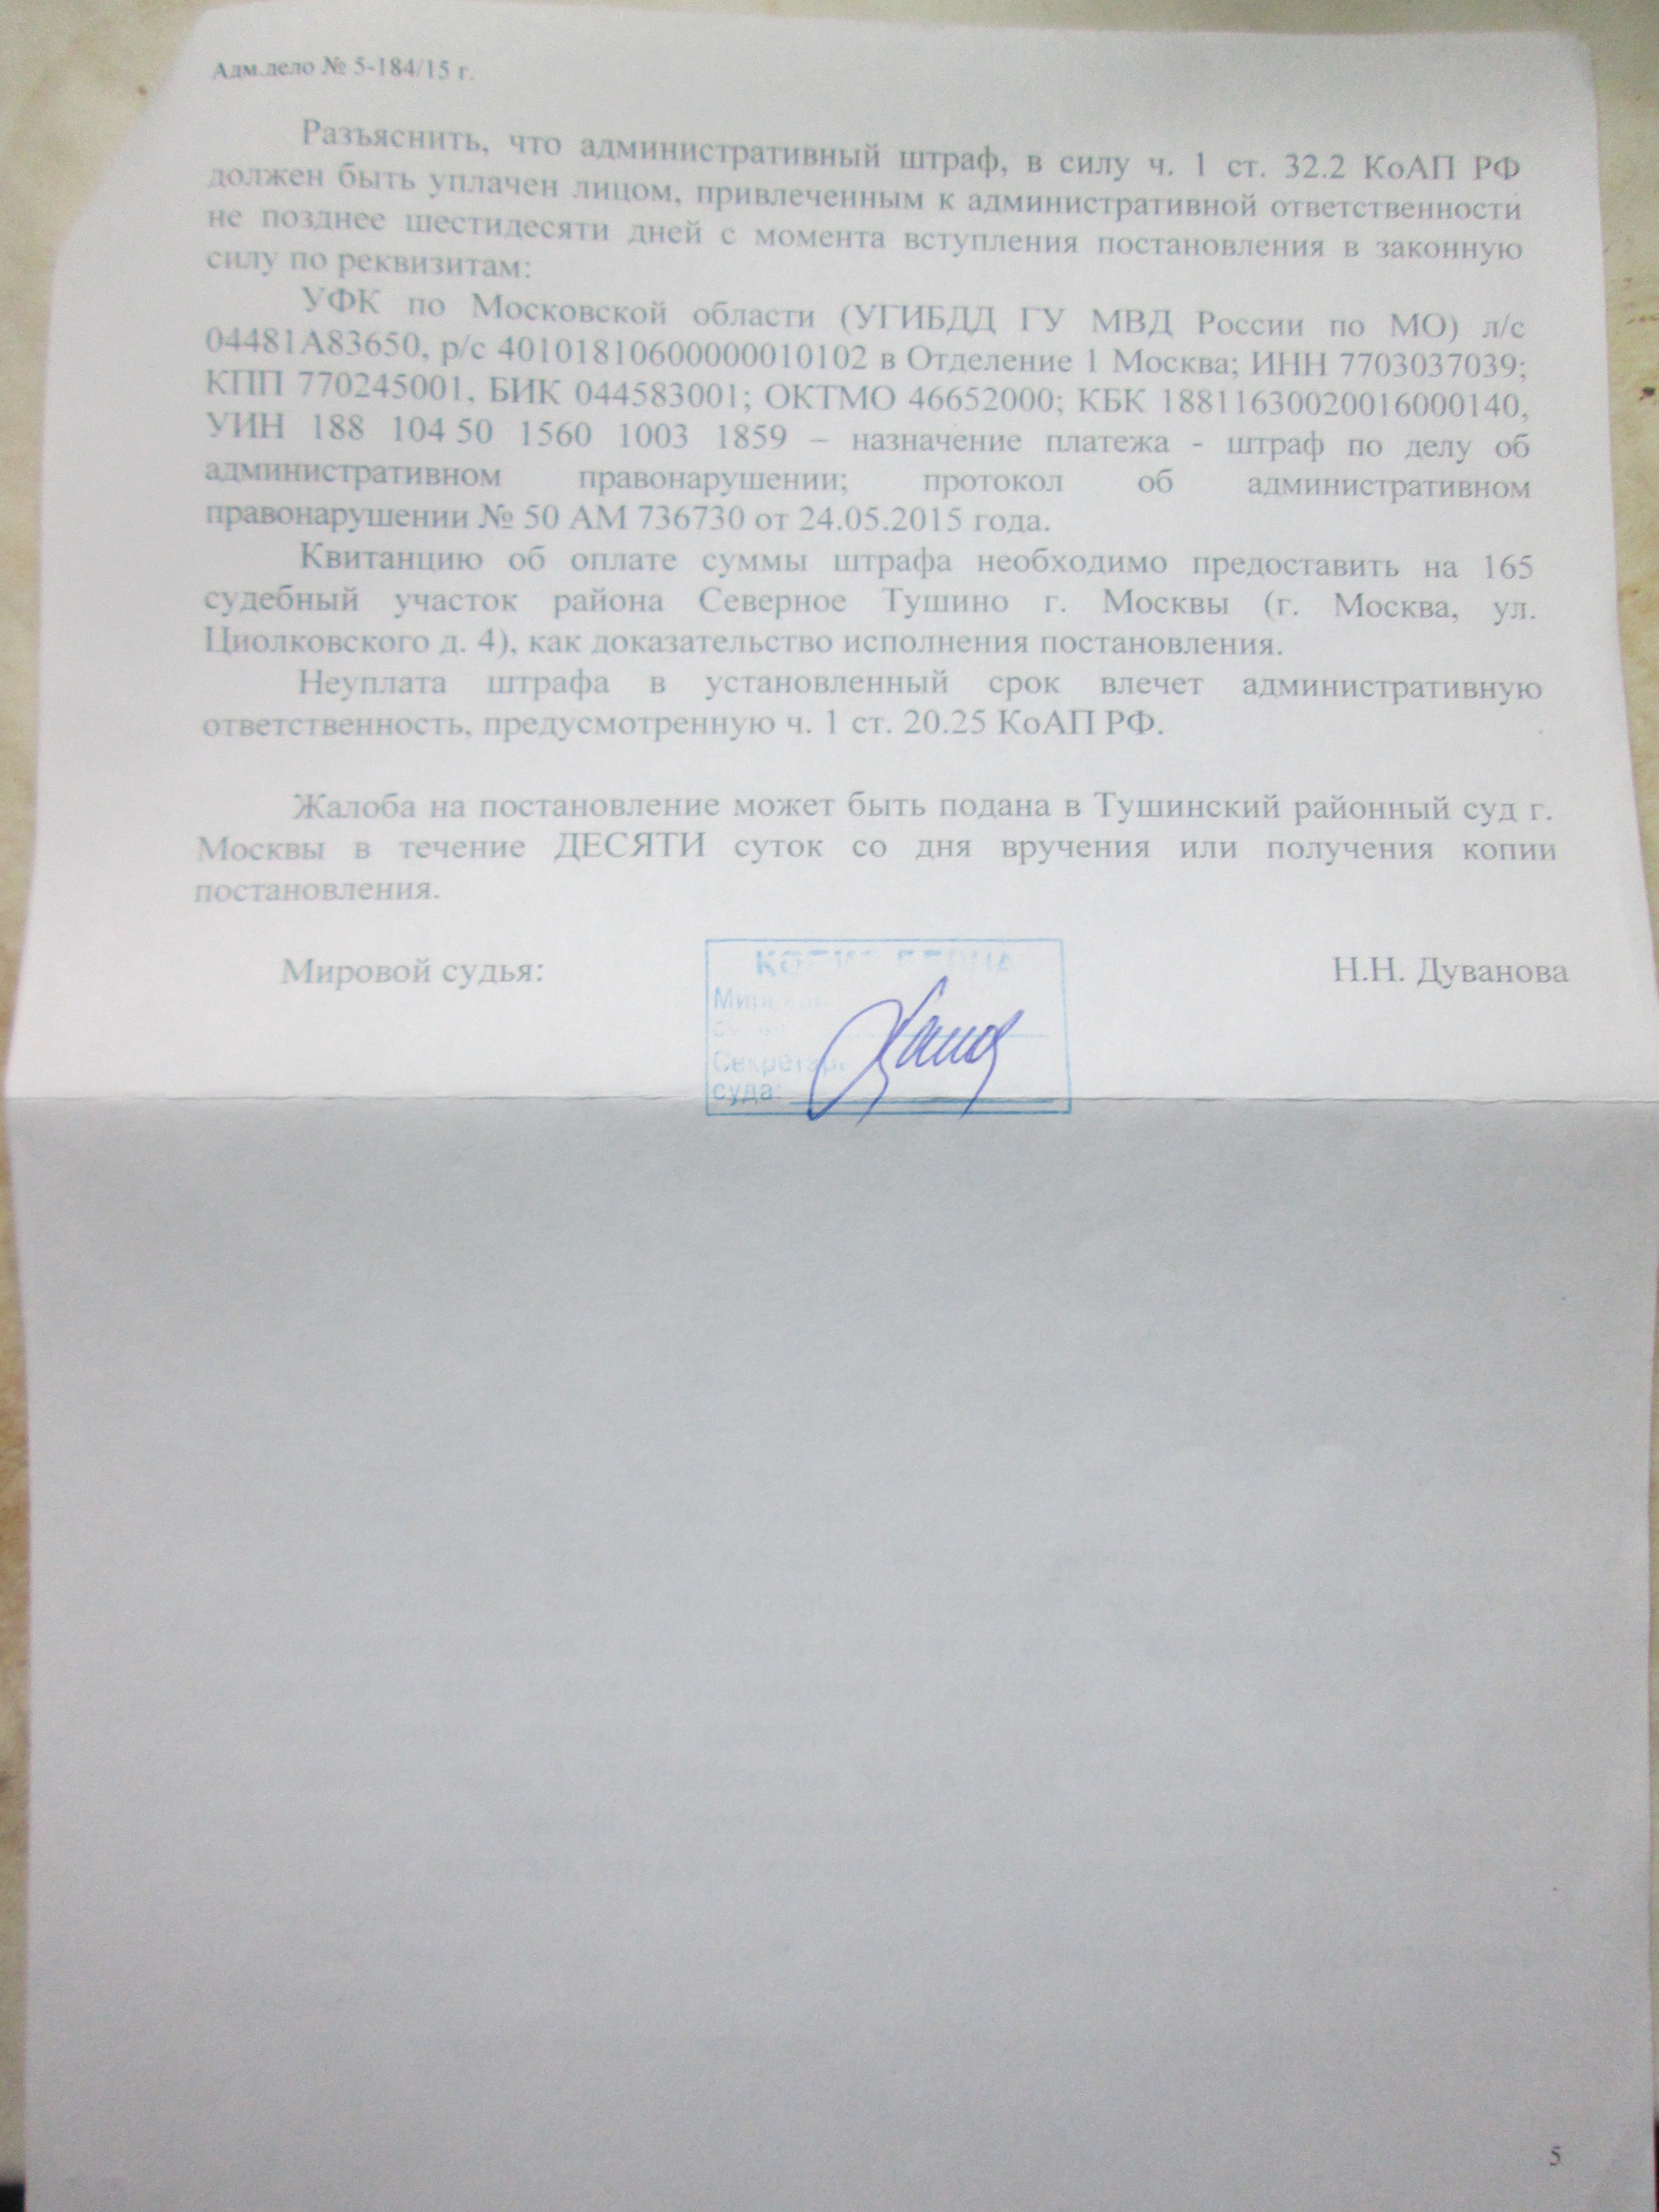 Адм.дело № 5-184/15 г.
Разъяснить, что административный штраф, в силу ч. 1 ст. 32.2 КоАП РФ
должен быть уплачен лицом, привлеченным к административной ответственности
не позднее шестидесяти дней с момента вступления постановления в законную
силу по реквизитам:
УФК по Московской области (УГИБДД ГУ МВД России по МО) л/с
04481А83650, р/с 40101810600000010102 в Отделение 1 Москва; ИНН 7703037039;
КПП 770245001, БИК 044583001; ОКТМО 46652000; КБК 18811630020016000140,
УИН 188 104 50 1560 1003 1859 – назначение платежа - штраф по делу об
административном правонарушении; протокол об административном
правонарушении № 50 АМ 736730 от 24.05.2015 года.
Квитанцию об оплате суммы штрафа необходимо предоставить на 165
судебный участок района Северное Тушино г. Москвы (г. Москва, ул.
Циолковского д. 4), как доказательство исполнения постановления.
Неуплата штрафа в установленный срок влечет административную
ответственность, предусмотренную ч. 1 ст. 20.25 КоАП РФ.
Жалоба на постановление может быть подана в Тушинский районный суд г.
Москвы в течение ДЕСЯТИ суток со дня вручения или получения копии
постановления.
Мировой судья: Н.Н. Дуванова
КОПИЯ ВЕРНА
Секретарь
суда:
5